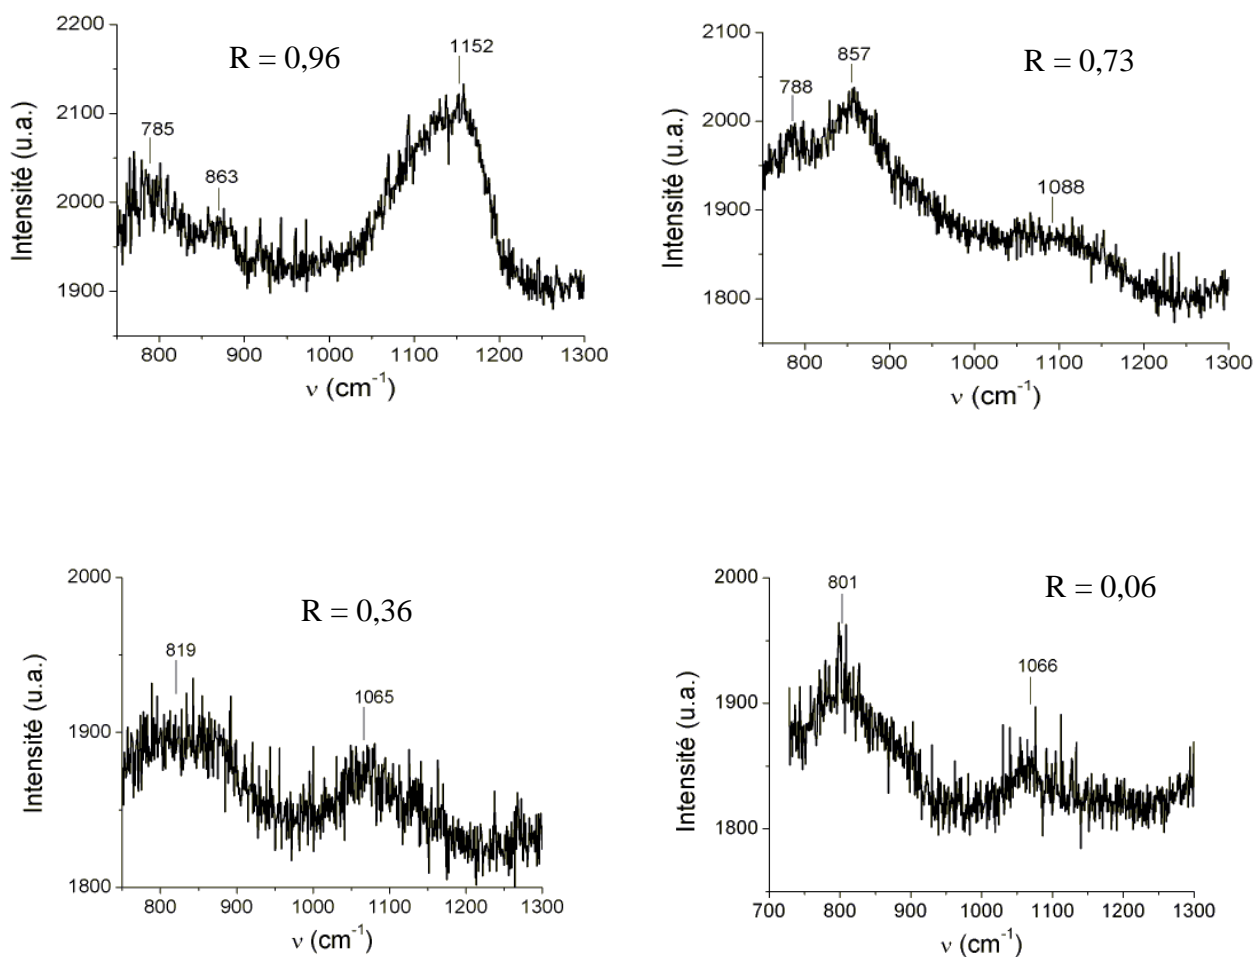 2200
R = 0,96
1152
2100
785
863
2000
1900
Intensité (u.a.)
800 900 1000 1100 1200 1300
ν (cm-1)
2100
R = 0,73
857
788
2000
1088
1900
1800
Intensité (u.a.)
800 900 1000 1100 1200 1300
ν (cm-1)
2000
R = 0,36
819
1065
1900
1800
Intensité (u.a.)
800 900 1000 1100 1200 1300
ν (cm-1)
2000
801
R = 0,06
1066
1900
1800
Intensité (u.a.)
700 800 900 1000 1100 1200 1300
ν (cm-1)